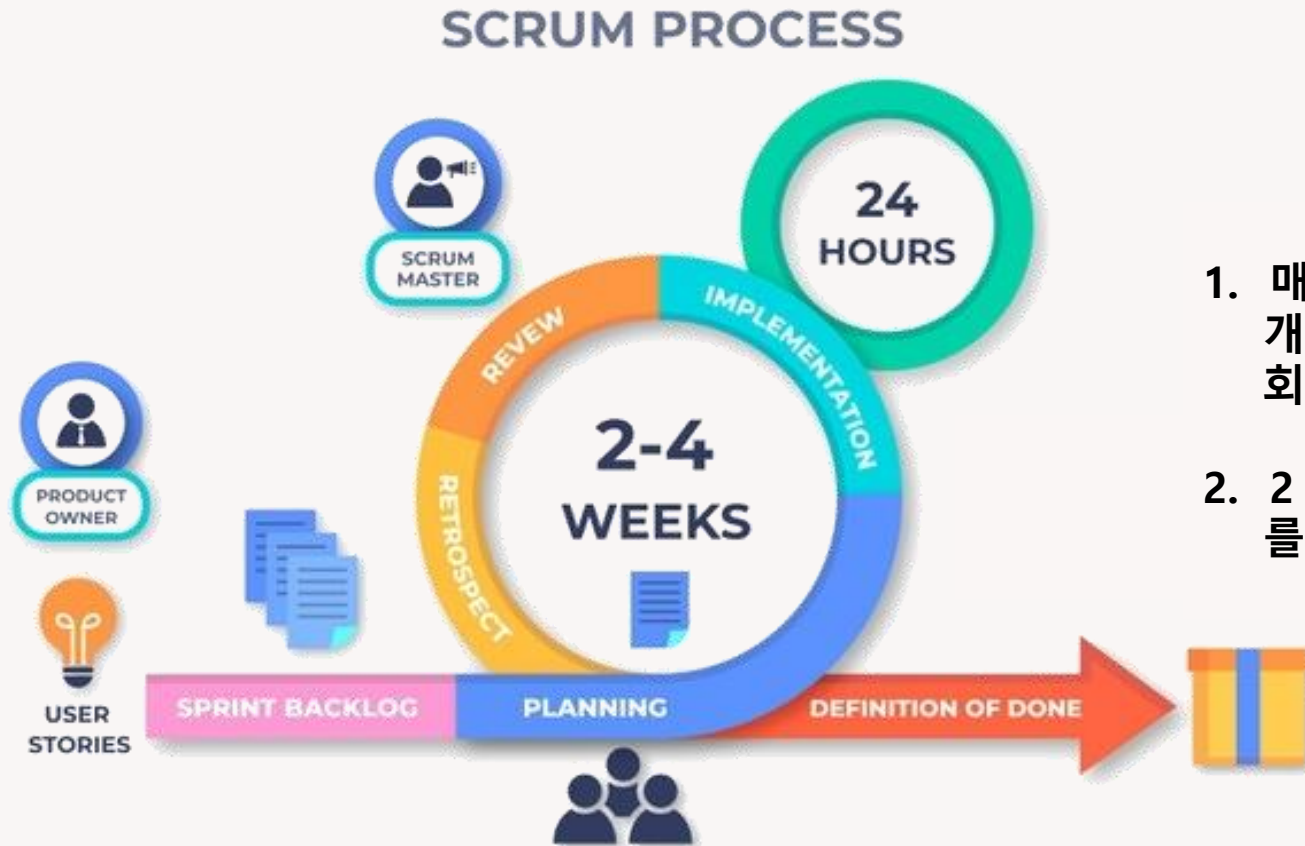 SCRUM PROCESS
24
HOURS
SCRUM
MASTER
REVEW
IMPLEMENTATION
2-4
WEEKS
RETROSPECT
PRODUCT
OWNER
USER
STORIES
SPRINT BACKLOG
PLANNING
DEFINITION OF DONE
1. 매
개
회
2. 2
를